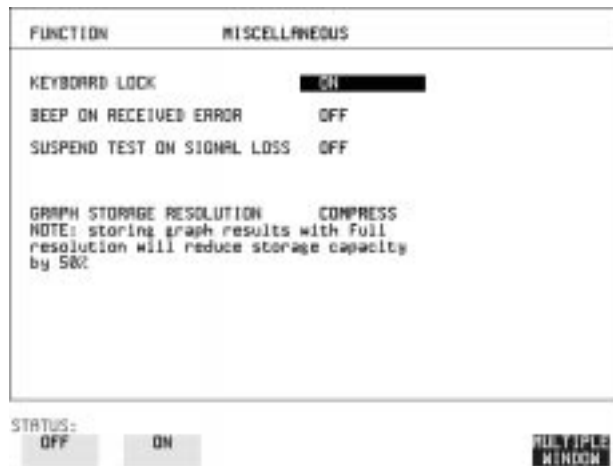 FUNCTION MISCELLANEOUS
KEYBOARD LOCK ON
BEEP ON RECEIVED ERROR OFF
SUSPEND TEST ON SIGNAL LOSS OFF
GRAPH STORAGE RESOLUTION COMPRESS
NOTE: storing graph results with Full
resolution will reduce storage capacity
by 50%
STATUS:
OFF ON MULTIPLE
WINDOW